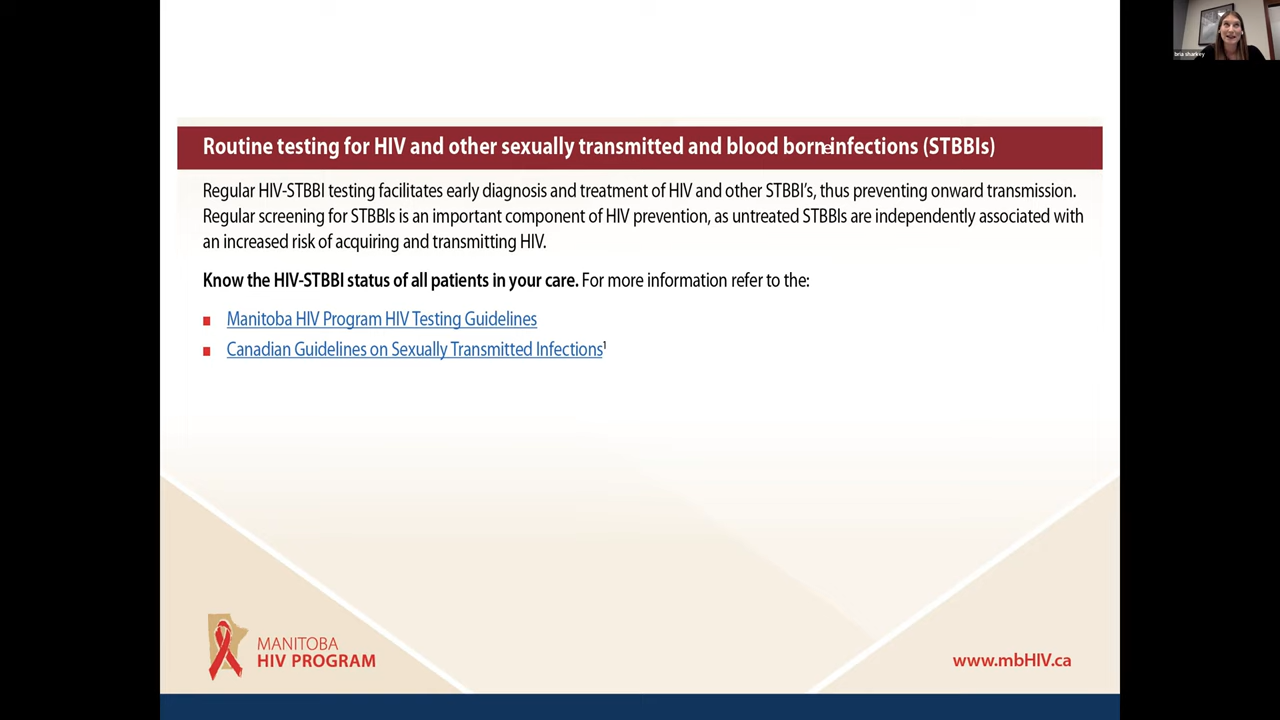 bria sharkey
Routine testing for HIV and other sexually transmitted and blood borne infections (STBBIs)
Regular HIV-STBBI testing facilitates early diagnosis and treatment of HIV and other STBBI's, thus preventing onward transmission.
Regular screening for STBBIs is an important component of HIV prevention, as untreated STBBIs are independently associated with
an increased risk of acquiring and transmitting HIV.
Know the HIV-STBBI status of all patients in your care. For more information refer to the:
Manitoba HIV Program HIV Testing Guidelines
Canadian Guidelines on Sexually Transmitted Infections¹
MANITOBA
HIV PROGRAM
www.mbHIV.ca